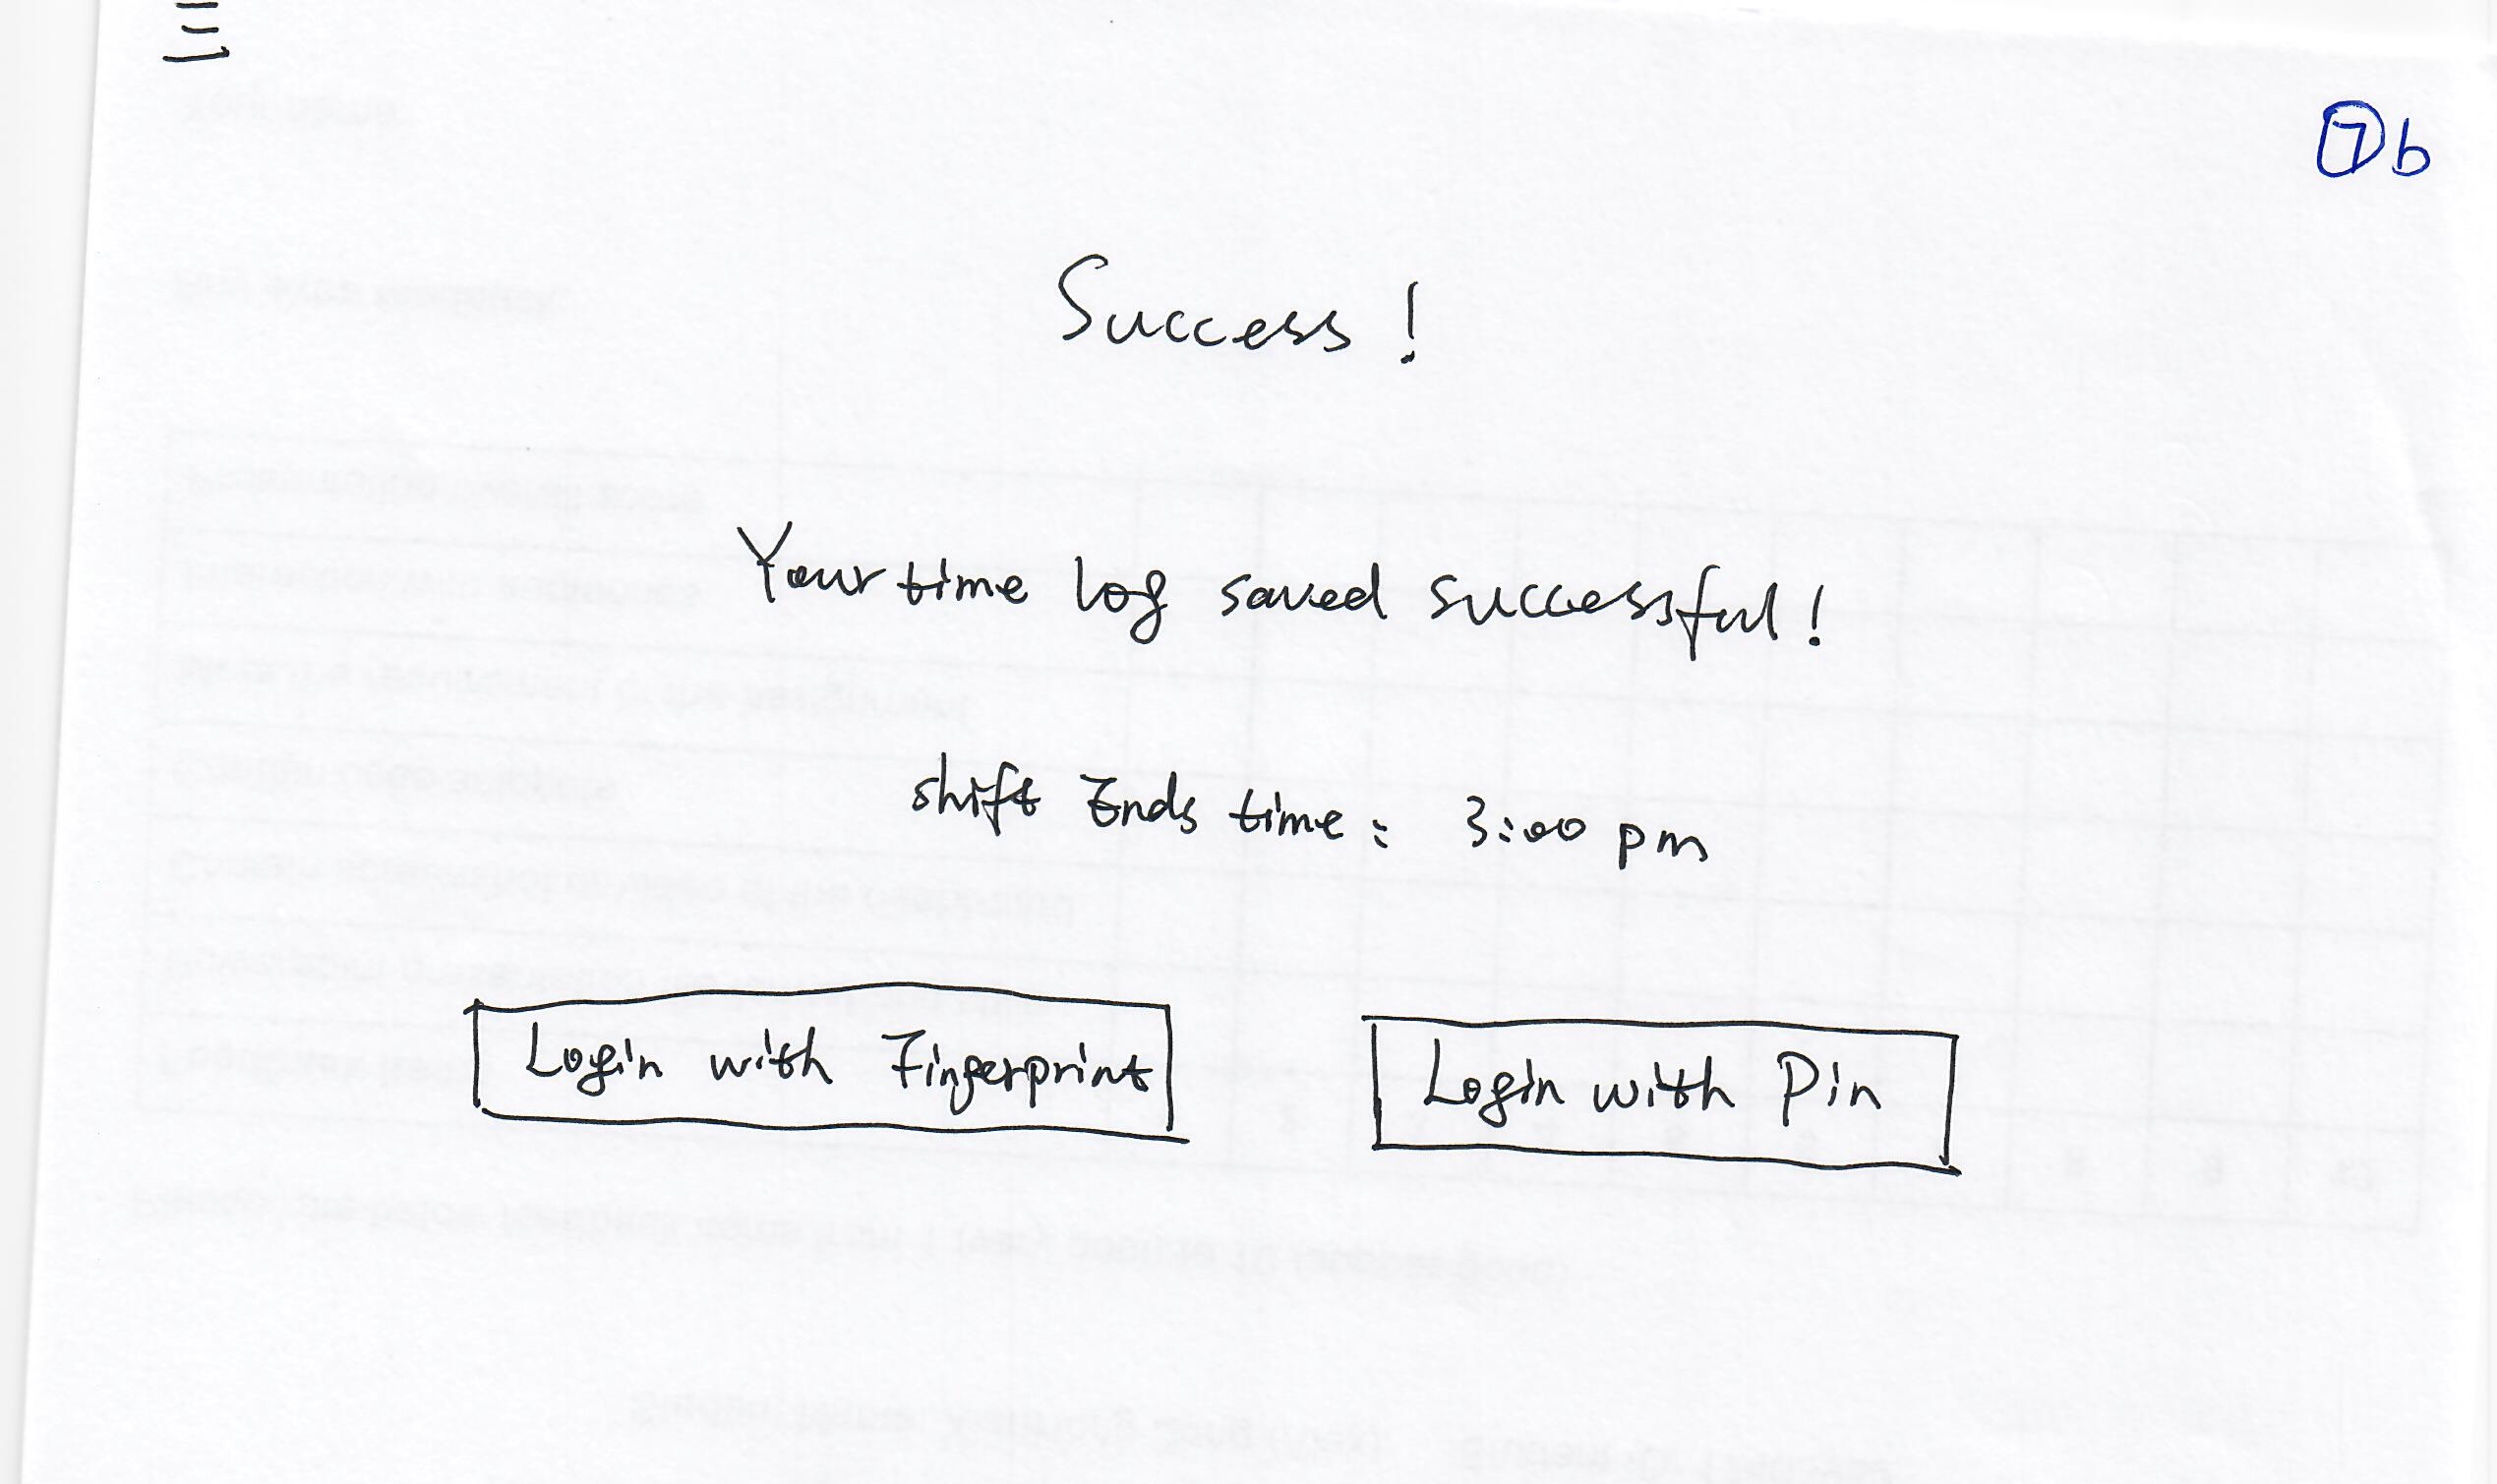 7b
Success!
Your time log saved successful!
shift Ends time: 3:00 pm
Login with Fingerprint
Login with Pin